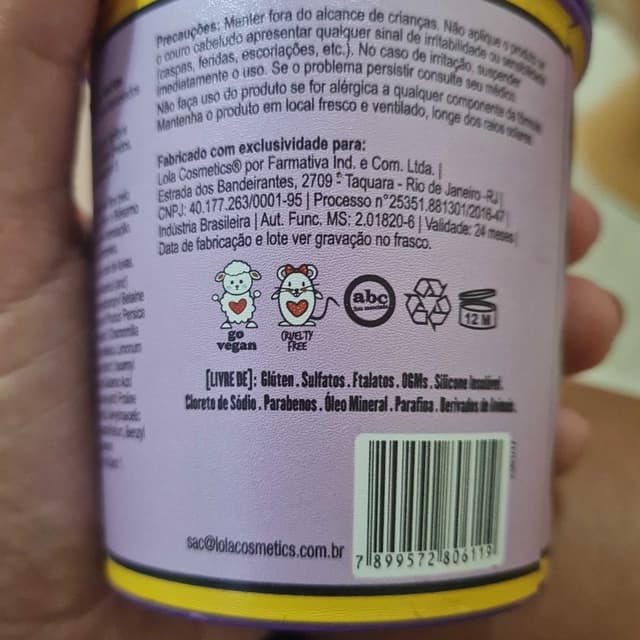 Precauções: Manter fora do alcance de crianças. Não aplique o produto se
o couro cabeludo apresentar qualquer sinal de irritabilidade ou sensibilidade
(caspas, feridas, escoriações, etc.). No caso de irritação, suspender
imediatamente o uso. Se o problema persistir consulte seu médico.
Não faça uso do produto se for alérgica a qualquer componente da fórmula.
Mantenha o produto em local fresco e ventilado, longe dos raios solares.
Fabricado com exclusividade para:
Lola Cosmetics® por Farmativa Ind. e Com. Ltda. |
Estrada dos Bandeirantes, 2709 - Taquara - Rio de Janeiro-RJ |
CNPJ: 40.177.263/0001-95 | Processo n°25351.881301/2018-47 |
Indústria Brasileira | Aut. Func. MS: 2.01820-6 | Validade: 24 meses |
Data de fabricação e lote ver gravação no frasco.
go
vegan
CRUELTY
FREE
abc
12 M
[LIVRE DE]: Glúten . Sulfatos . Ftalatos . OGMs . Silicone Insolúvel .
Cloreto de Sódio . Parabenos . Óleo Mineral . Parafina . Derivados de Animais.
sac@lolacosmetics.com.br
7 899572 806119